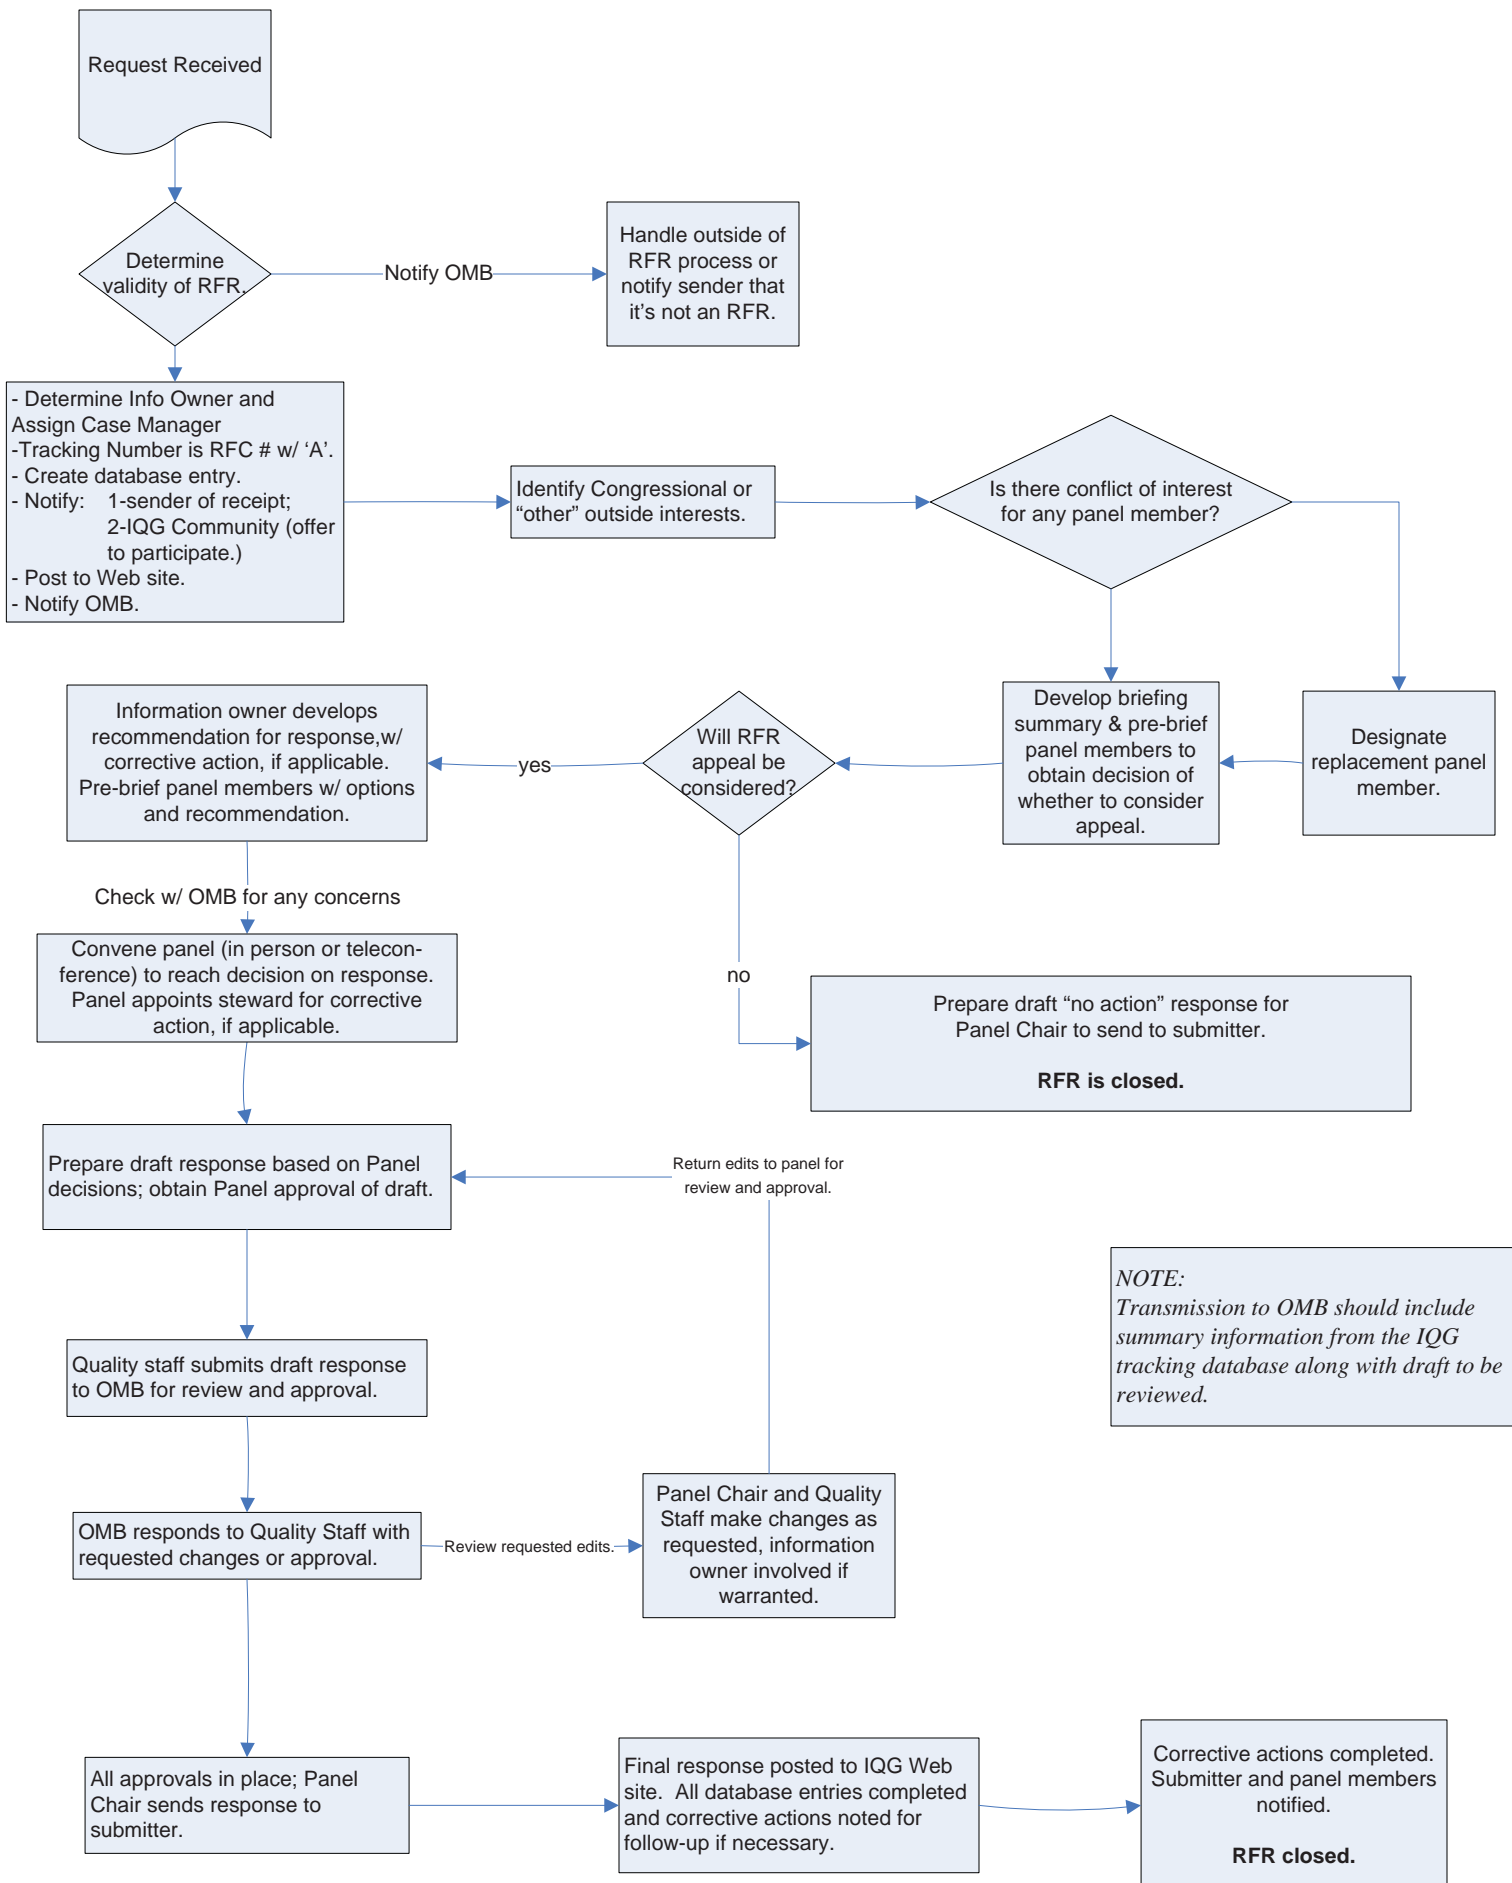 Request Received
Determine
validity of RFR.
Notify OMB
Handle outside of
RFR process or
notify sender that
it's not an RFR.
- Determine Info Owner and
Assign Case Manager
-Tracking Number is RFC # w/ ‘A’.
- Create database entry.
- Notify: 1-sender of receipt;
2-IQG Community (offer
to participate.)
- Post to Web site.
- Notify OMB.
Identify Congressional or
“other” outside interests.
Is there conflict of interest
for any panel member?
Information owner develops
recommendation for response,w/
corrective action, if applicable.
Pre-brief panel members w/ options
and recommendation.
yes
Will RFR
appeal be
considered?
Develop briefing
summary & pre-brief
panel members to
obtain decision of
whether to consider
appeal.
Designate
replacement panel
member.
Check w/ OMB for any concerns
Convene panel (in person or telecon-
ference) to reach decision on response.
Panel appoints steward for corrective
action, if applicable.
no
Prepare draft “no action” response for
Panel Chair to send to submitter.
RFR is closed.
Prepare draft response based on Panel
decisions; obtain Panel approval of draft.
Return edits to panel for
review and approval.
NOTE:
Transmission to OMB should include
summary information from the IQG
tracking database along with draft to be
reviewed.
Quality staff submits draft response
to OMB for review and approval.
OMB responds to Quality Staff with
requested changes or approval.
Review requested edits.
Panel Chair and Quality
Staff make changes as
requested, information
owner involved if
warranted.
All approvals in place; Panel
Chair sends response to
submitter.
Final response posted to IQG Web
site. All database entries completed
and corrective actions noted for
follow-up if necessary.
Corrective actions completed.
Submitter and panel members
notified.
RFR closed.